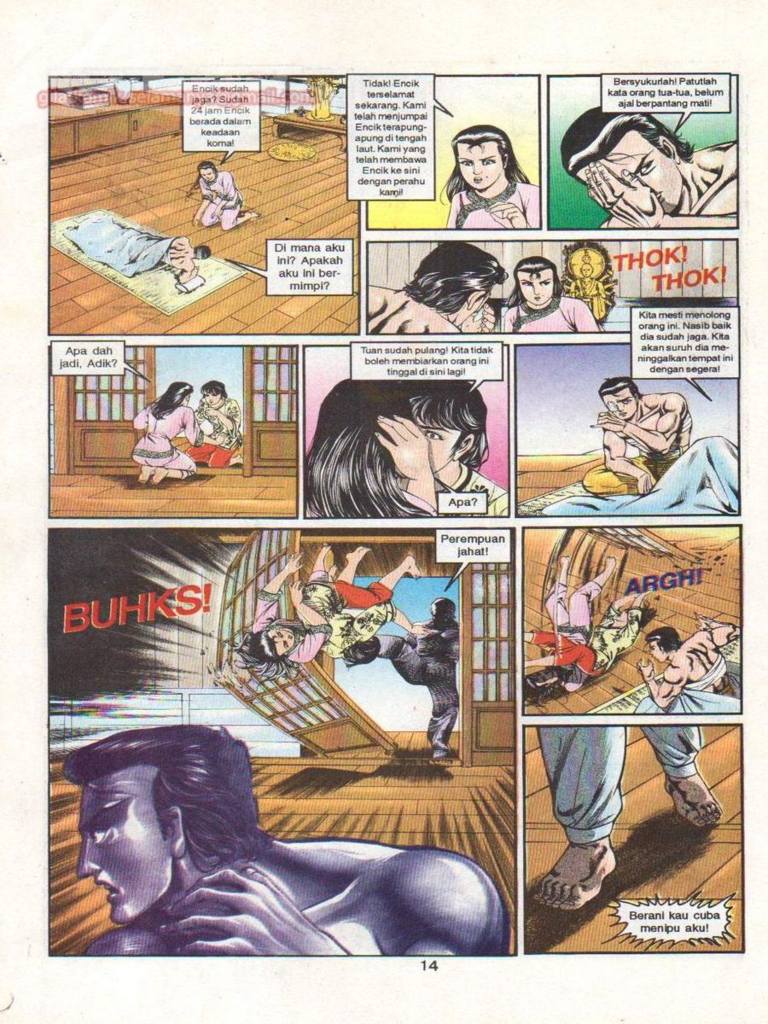 Encik sudah
jaga? Sudah
24 jam Encik
berada dalam
keadaan
koma!
Di mana aku
ini? Apakah
aku ini ber-
mimpi?
Tidak! Encik
terselamat
sekarang. Kami
telah menjumpai
Encik terapung-
apung di tengah
laut. Kami yang
telah membawa
Encik ke sini
dengan perahu
kami!
Bersyukurlah! Patutlah
kata orang tua-tua, belum
ajal berpantang mati!
THOK!
THOK!
Apa dah
jadi, Adik?
Tuan sudah pulang! Kita tidak
boleh membiarkan orang ini
tinggal di sini lagi!
Apa?
Kita mesti menolong
orang ini. Nasib baik
dia sudah jaga. Kita
akan suruh dia me-
ninggalkan tempat ini
dengan segera!
Perempuan
jahat!
BUHKS!
ARGH!
Berani kau cuba
menipu aku!
14